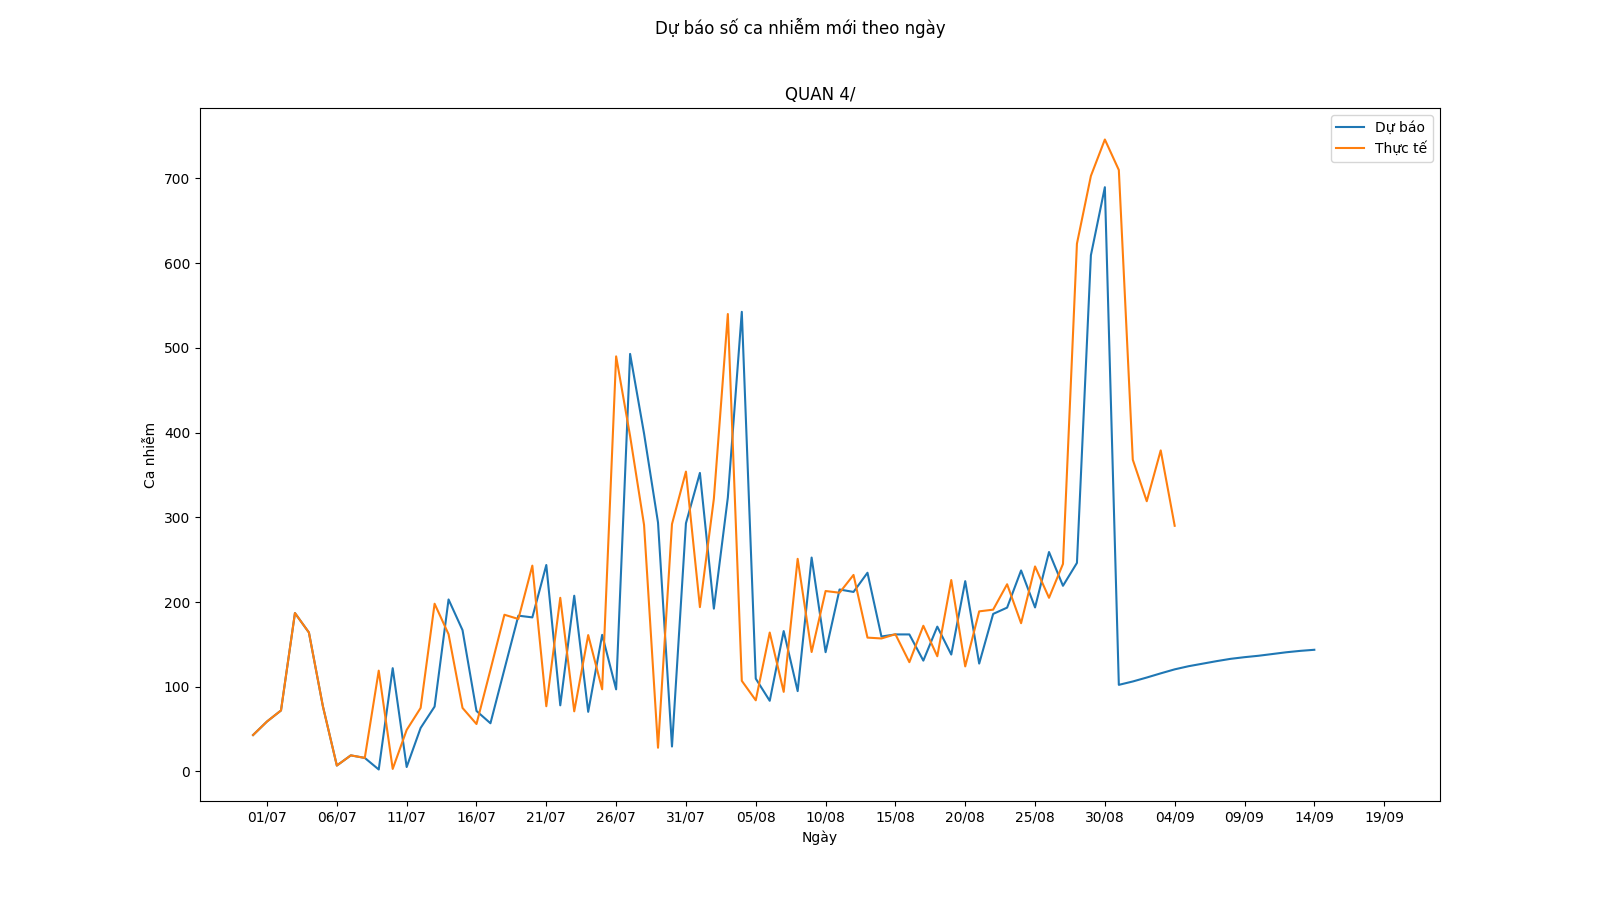 Dự báo số ca nhiễm mới theo ngày
QUAN 4/
Dự báo
Thực tế
700
600
500
400
300
200
100
0
Ca nhiễm
01/07 06/07 11/07 16/07 21/07 26/07 31/07 05/08 10/08 15/08 20/08 25/08 30/08 04/09 09/09 14/09 19/09
Ngày